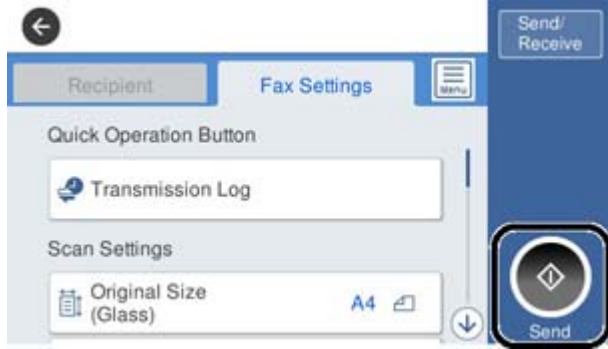 Send/
Receive
Recipient
Fax Settings
Menu
Quick Operation Button
Transmission Log
Scan Settings
Original Size
(Glass)
A4
Send